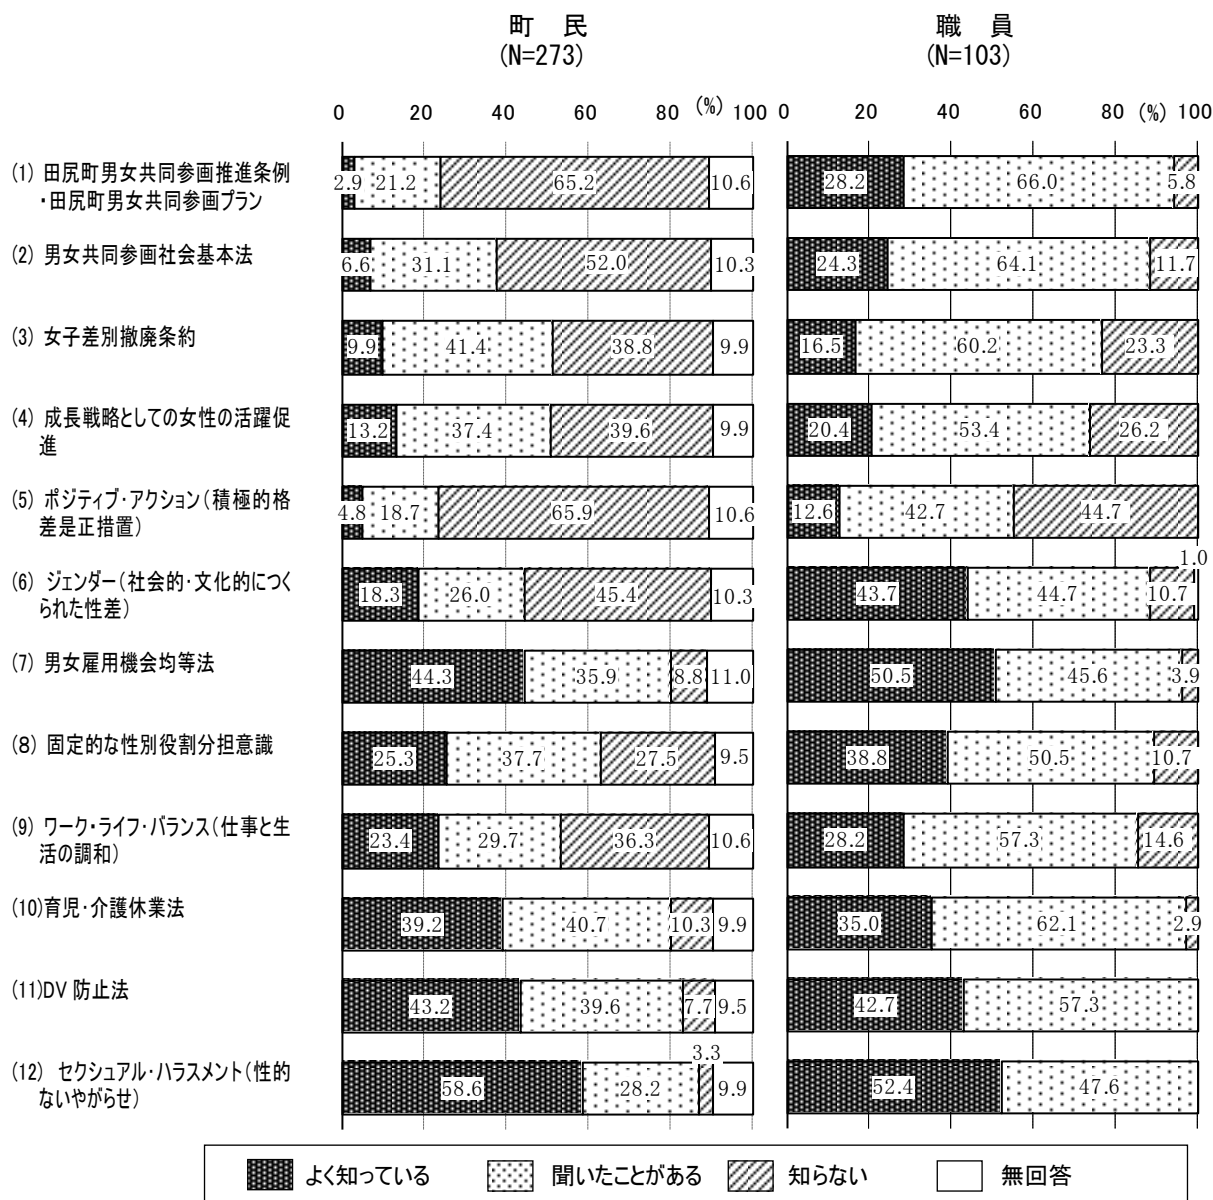 町 民
(N=273)
職 員
(N=103)
0 20 40 60 80 (%) 100
0 20 40 60 80 (%) 100
(1) 田尻町男女共同参画推進条例
・田尻町男女共同参画プラン
2.9 21.2 65.2 10.6
28.2 66.0 5.8
(2) 男女共同参画社会基本法
6.6 31.1 52.0 10.3
24.3 64.1 11.7
(3) 女子差別撤廃条約
9.9 41.4 38.8 9.9
16.5 60.2 23.3
(4) 成長戦略としての女性の活躍促
進
13.2 37.4 39.6 9.9
20.4 53.4 26.2
(5) ポジティブ・アクション(積極的格
差是正措置)
4.8 18.7 65.9 10.6
12.6 42.7 44.7
(6) ジェンダー(社会的・文化的につく
られた性差)
18.3 26.0 45.4 10.3
43.7 44.7 10.7 1.0
(7) 男女雇用機会均等法
44.3 35.9 8.8 11.0
50.5 45.6 3.9
(8) 固定的な性別役割分担意識
25.3 37.7 27.5 9.5
38.8 50.5 10.7
(9) ワーク・ライフ・バランス(仕事と生
活の調和)
23.4 29.7 36.3 10.6
28.2 57.3 14.6
(10)育児・介護休業法
39.2 40.7 10.3 9.9
35.0 62.1 2.9
(11)DV 防止法
43.2 39.6 7.7 9.5
42.7 57.3
(12) セクシュアル・ハラスメント(性的
ないやがらせ)
58.6 28.2 3.3 9.9
52.4 47.6
よく知っている 聞いたことがある 知らない 無回答